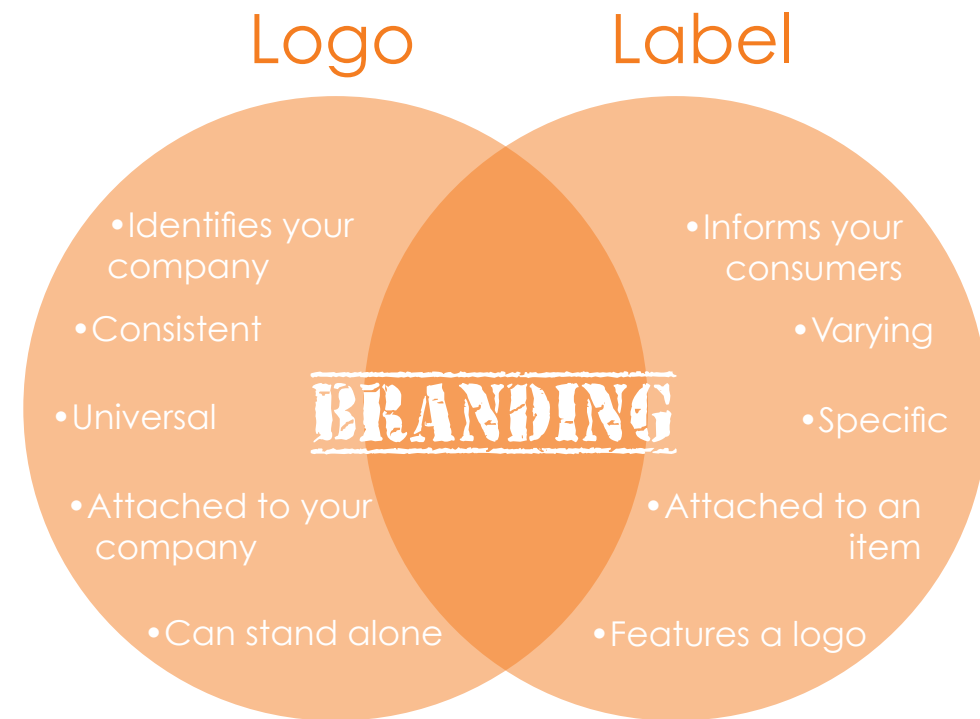 Logo
Label
•Identifies your
company
•Consistent
•Universal
•Attached to your
company
•Can stand alone
BRANDING
•Informs your
consumers
•Varying
•Specific
•Attached to an
item
•Features a logo